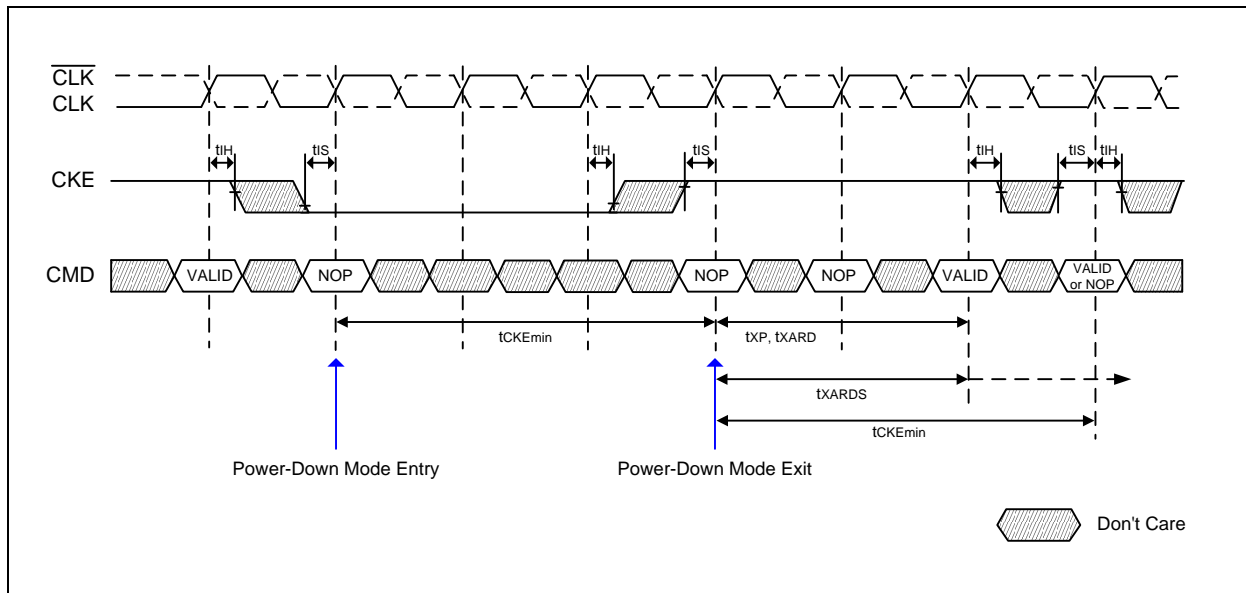 CLK
CLK
tIH tIS tIH tIS tIH tIS tIH
CKE
CMD VALID NOP NOP NOP VALID VALID or NOP
tCKEmin tXP, tXARD
tXARDS
tCKEmin
Power-Down Mode Entry Power-Down Mode Exit
Don't Care